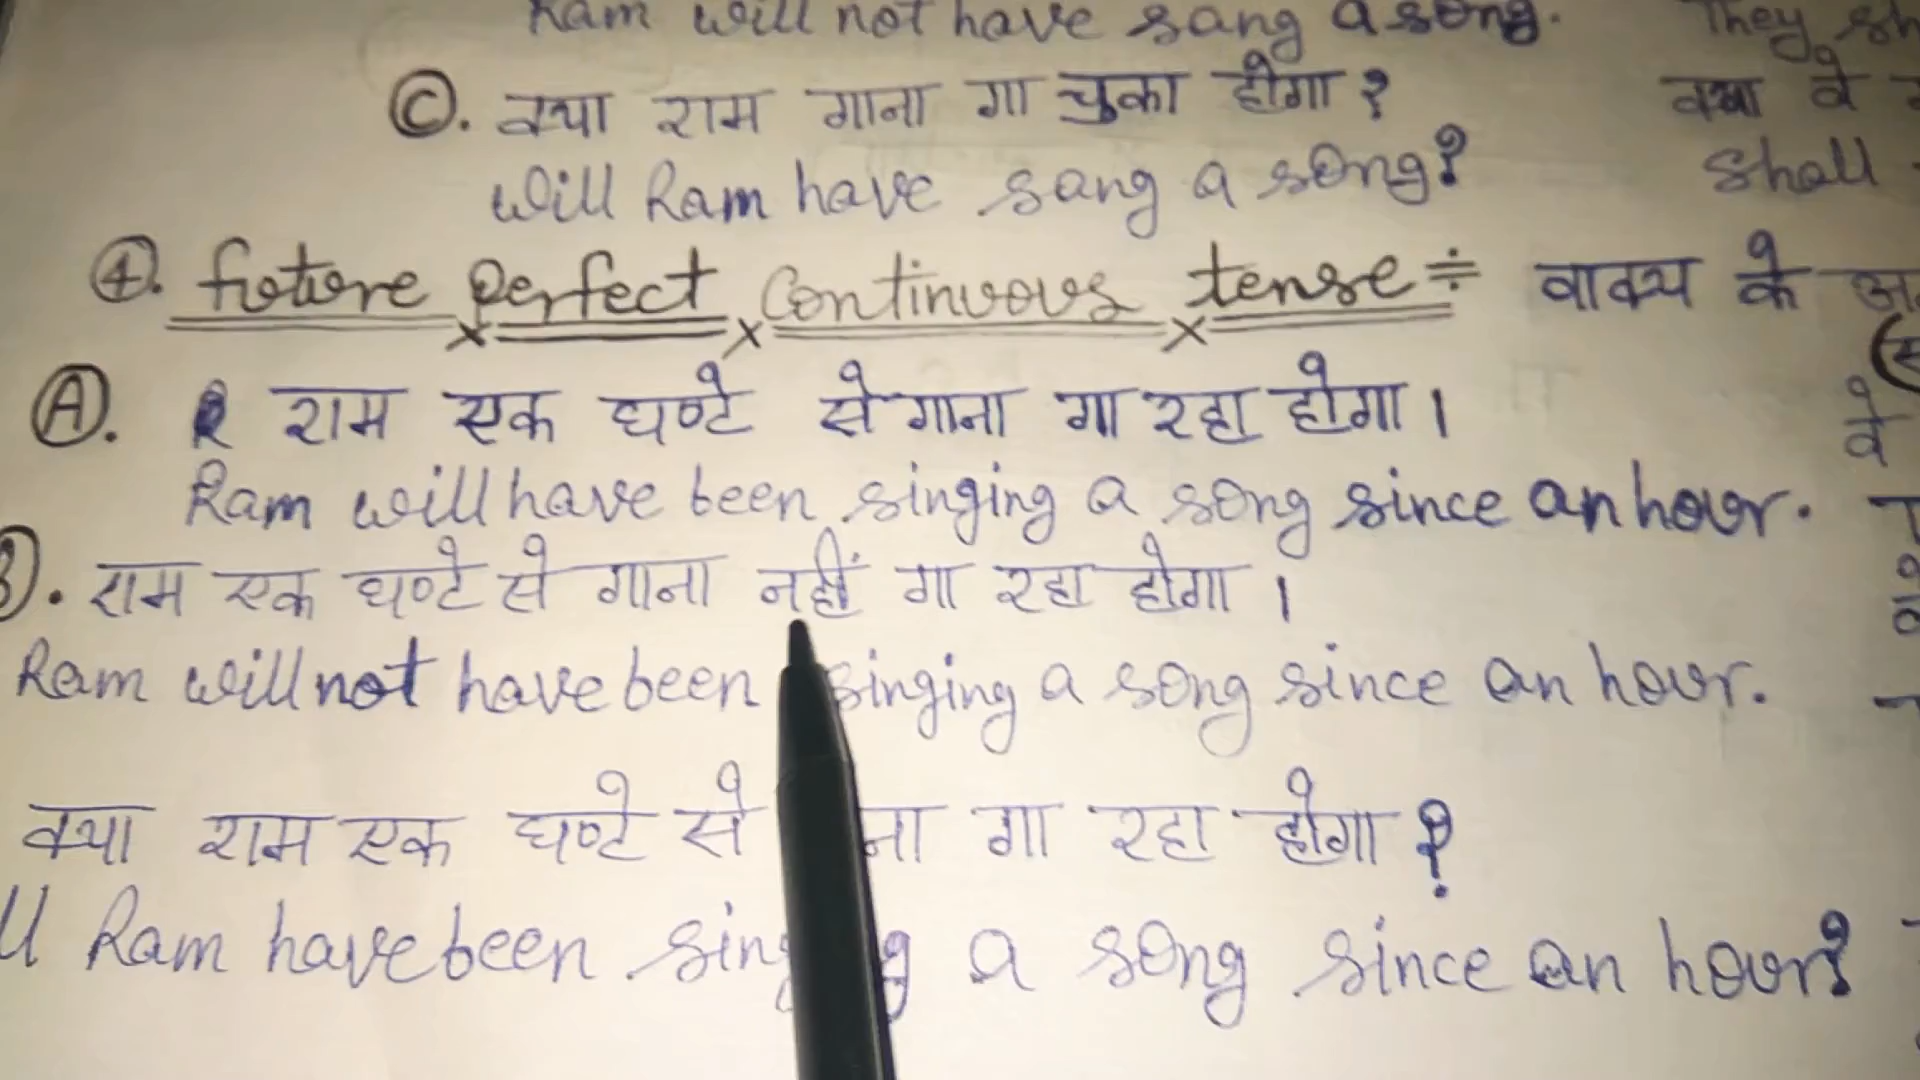 Ram will not have sang a song. They
Ⓒ. क्या राम गाना गा चुका होगा ? क्या वे
will Ram have sang a song? Shall
④. future perfect continuous tense ÷ वाक्य के
Ⓐ. राम एक घण्टे से गाना गा रहा होगा । वे
Ram will have been singing a song since an hour.
राम एक घण्टे से गाना नहीं गा रहा होगा ।
Ram will not have been singing a song since an hour.
क्या राम एक घण्टे से गा रहा होगा ?
Ram have been a song since an hour?